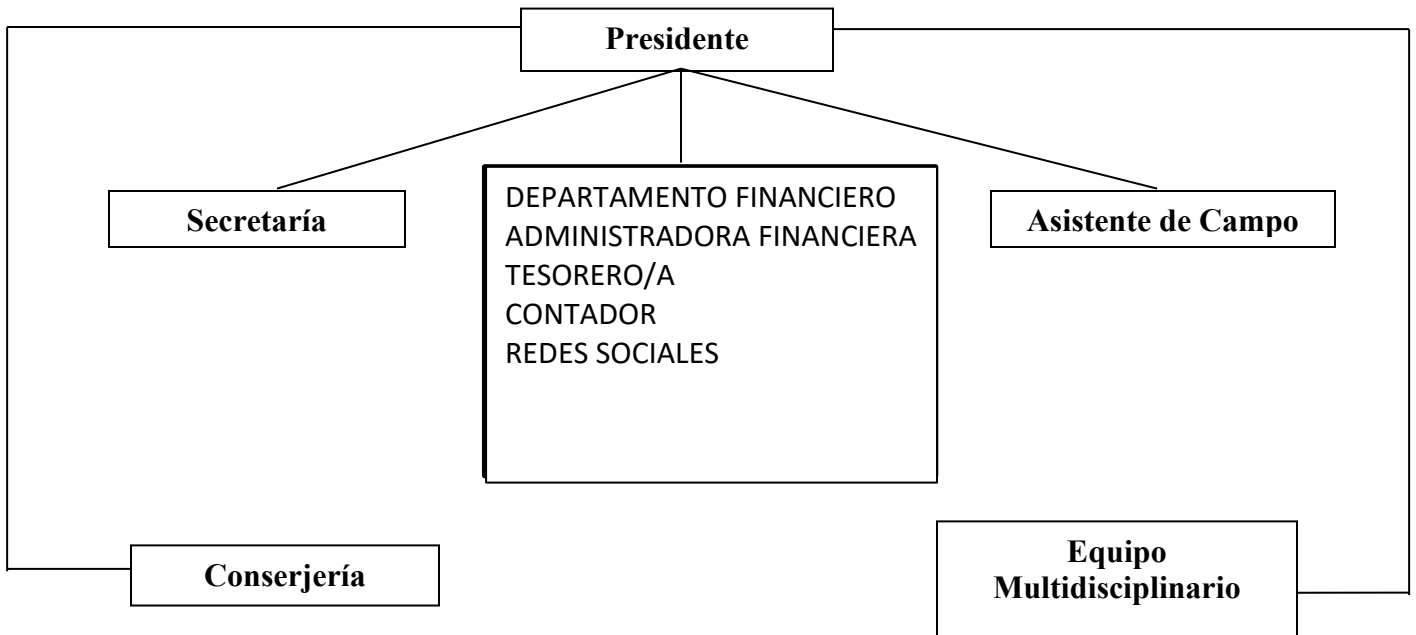 Presidente
Secretaría
DEPARTAMENTO FINANCIERO
ADMINISTRADORA FINANCIERA
TESORERO/A
CONTADOR
REDES SOCIALES
Asistente de Campo
Conserjería
Equipo
Multidisciplinario